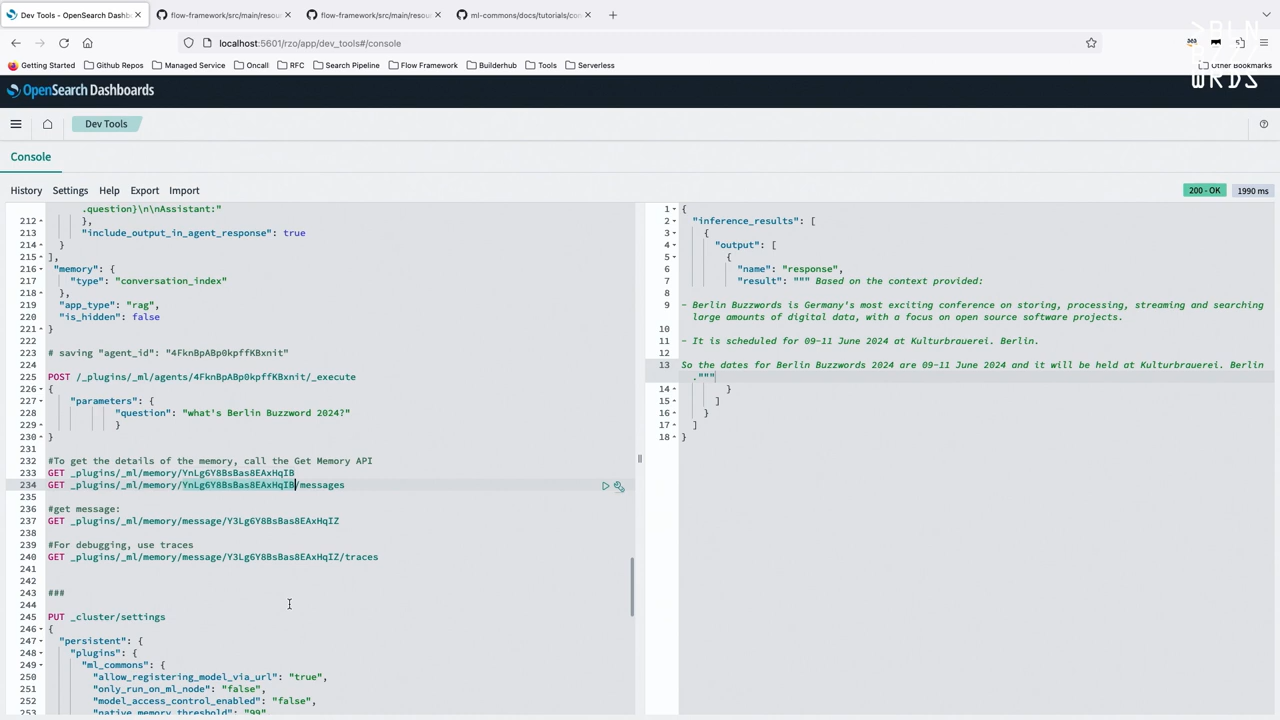 Dev Tools - OpenSearch Dashb
flow-framework/src/main/resou
flow-framework/src/main/resou
ml-commons/docs/tutorials/con
localhost:5601/rzo/app/dev_tools#/console
Getting Started
Github Repos
Managed Service
Oncall
RFC
Search Pipeline
Flow Framework
Builderhub
Tools
Serverless
Other Bookmarks
OpenSearch Dashboards
Dev Tools
Console
History
Settings
Help
Export
Import
200 - OK
1990 ms
.question}\n\nAssistant:"
212 },
213 "include_output_in_agent_response": true
214 }
215 ],
216 "memory": {
217 "type": "conversation_index"
218 },
219 "app_type": "rag",
220 "is_hidden": false
221 }
222
223 # saving "agent_id": "4FknBpABp0kpffKBxnit"
224
225 POST /_plugins/_ml/agents/4FknBpABp0kpffKBxnit/_execute
226 {
227 "parameters": {
228 "question": "what's Berlin Buzzword 2024?"
229 }
230 }
231
232 #To get the details of the memory, call the Get Memory API
233 GET _plugins/_ml/memory/YnLg6Y8BsBas8EAxHqIB
234 GET _plugins/_ml/memory/YnLg6Y8BsBas8EAxHqIB/messages
235
236 #get message:
237 GET _plugins/_ml/memory/message/Y3Lg6Y8BsBas8EAxHqIZ
238
239 #For debugging, use traces
240 GET _plugins/_ml/memory/message/Y3Lg6Y8BsBas8EAxHqIZ/traces
241
242
243 ###
244
245 PUT _cluster/settings
246 {
247 "persistent": {
248 "plugins": {
249 "ml_commons": {
250 "allow_registering_model_via_url": "true",
251 "only_run_on_ml_node": "false",
252 "model_access_control_enabled": "false",
253 "native_memory_threshold": "99"
1 {
2 "inference_results": [
3 {
4 "output": [
5 {
6 "name": "response",
7 "result": """ Based on the context provided:
8
9 - Berlin Buzzwords is Germany's most exciting conference on storing, processing, streaming and searching
large amounts of digital data, with a focus on open source software projects.
10
11 - It is scheduled for 09-11 June 2024 at Kulturbrauerei. Berlin.
12
13 So the dates for Berlin Buzzwords 2024 are 09-11 June 2024 and it will be held at Kulturbrauerei. Berlin
."""
14 }
15 ]
16 }
17 ]
18 }